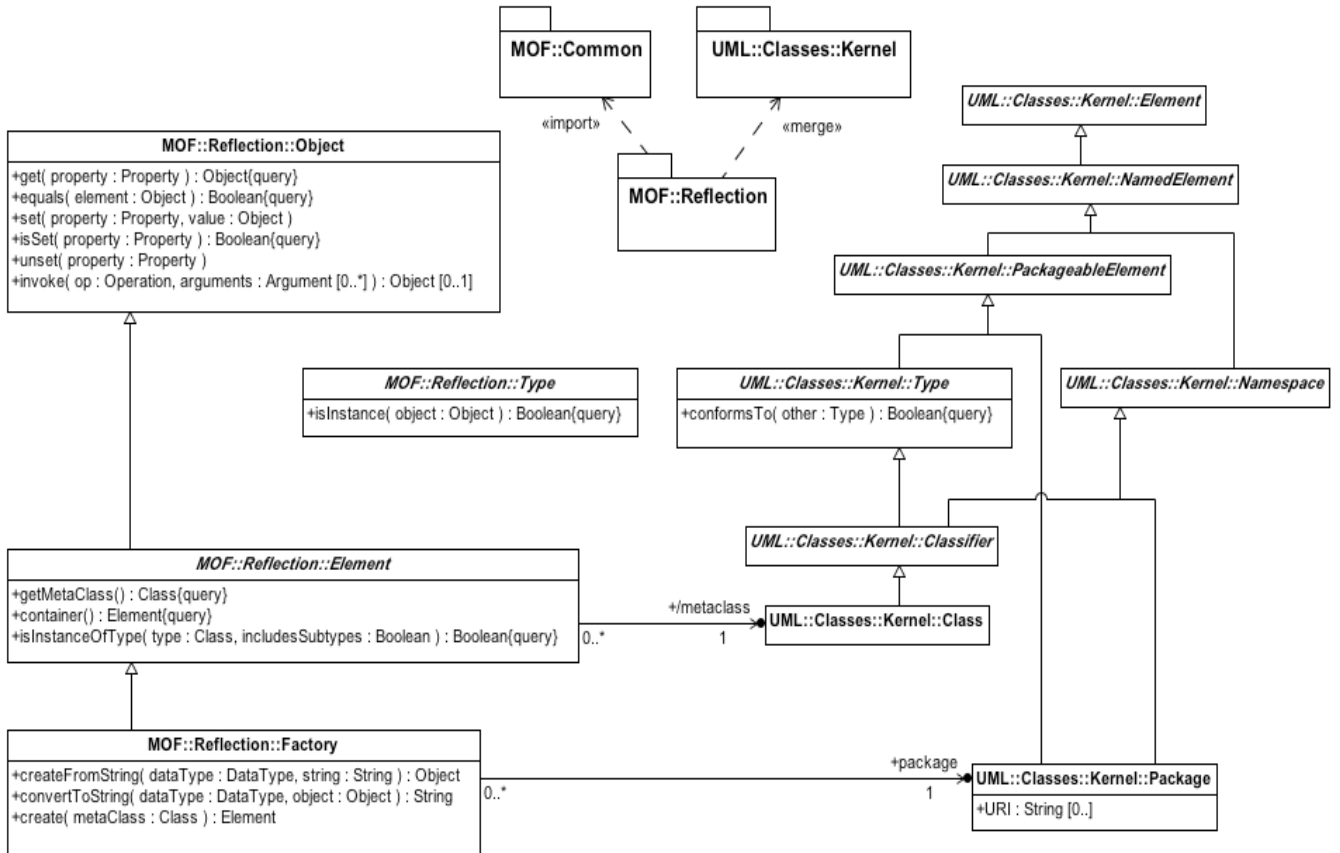 MOF::Common
UML::Classes::Kernel
«import»
«merge»
MOF::Reflection
UML::Classes::Kernel::Element
UML::Classes::Kernel::NamedElement
UML::Classes::Kernel::PackageableElement
MOF::Reflection::Object
+get( property : Property ) : Object{query}
+equals( element : Object ) : Boolean{query}
+set( property : Property, value : Object )
+isSet( property : Property ) : Boolean{query}
+unset( property : Property )
+invoke( op : Operation, arguments : Argument [0..*] ) : Object [0..1]
MOF::Reflection::Type
+isInstance( object : Object ) : Boolean{query}
UML::Classes::Kernel::Type
+conformsTo( other : Type ) : Boolean{query}
UML::Classes::Kernel::Namespace
UML::Classes::Kernel::Classifier
MOF::Reflection::Element
+getMetaClass() : Class{query}
+container() : Element{query}
+isInstanceOfType( type : Class, includesSubtypes : Boolean ) : Boolean{query}
+/metaclass
0..*
1
UML::Classes::Kernel::Class
MOF::Reflection::Factory
+createFromString( dataType : DataType, string : String ) : Object
+convertToString( dataType : DataType, object : Object ) : String
+create( metaClass : Class ) : Element
+package
0..*
1
UML::Classes::Kernel::Package
+URI : String [0..]